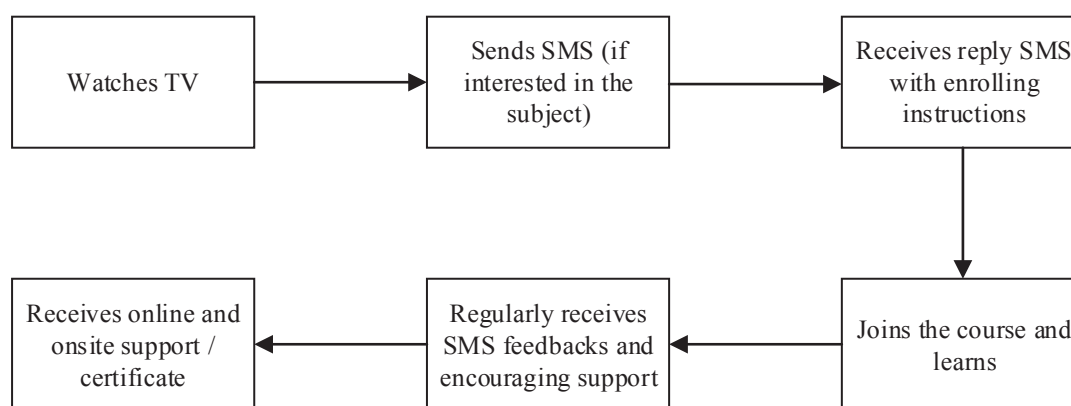 Watches TV
Sends SMS (if
interested in the
subject)
Receives reply SMS
with enrolling
instructions
Joins the course and
learns
Regularly receives
SMS feedbacks and
encouraging support
Receives online and
onsite support /
certificate